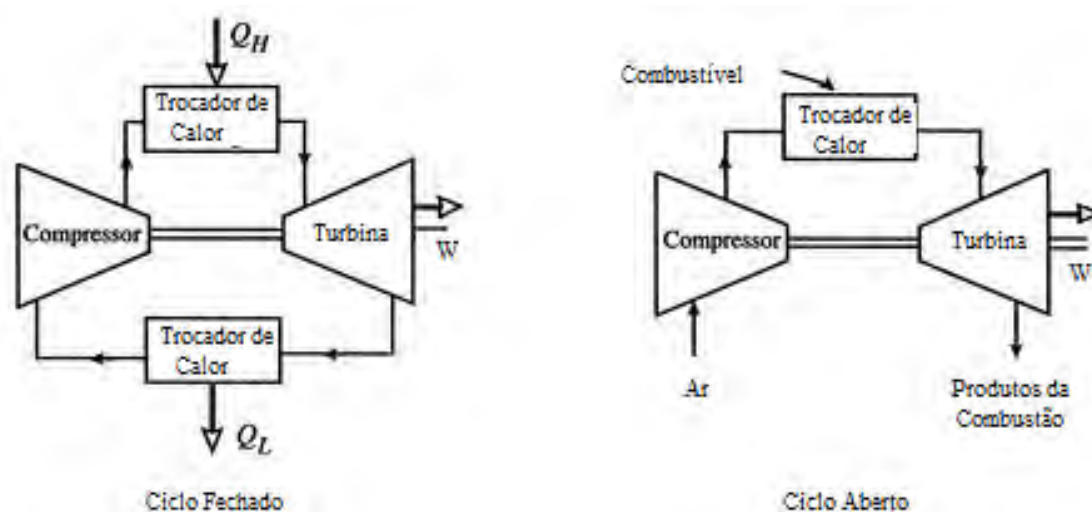 Q_H
Trocador de
Calor
Compressor
Turbina
W
Trocador de
Calor
Q_L
Ciclo Fechado
Combustível
Trocador de
Calor
Compressor
Turbina
W
Ar
Produtos da
Combustão
Ciclo Aberto